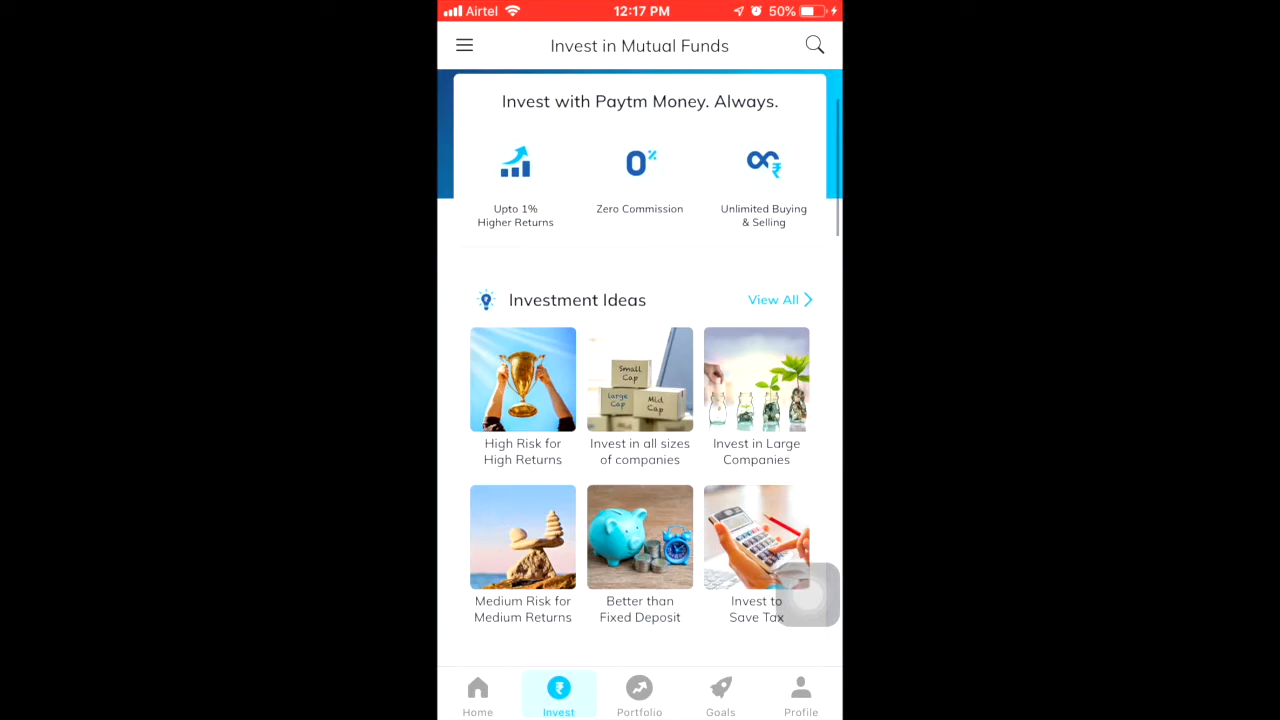 Airtel 12:17 PM 50%
Invest in Mutual Funds
Invest with Paytm Money. Always.
0%
₹
Upto 1%
Higher Returns
Zero Commission
Unlimited Buying
& Selling
Investment Ideas
View All
Small
Cap
Large
Cap
Mid
Cap
High Risk for
High Returns
Invest in all sizes
of companies
Invest in Large
Companies
Medium Risk for
Medium Returns
Better than
Fixed Deposit
Invest to
Save Tax
₹
Home
Invest
Portfolio
Goals
Profile